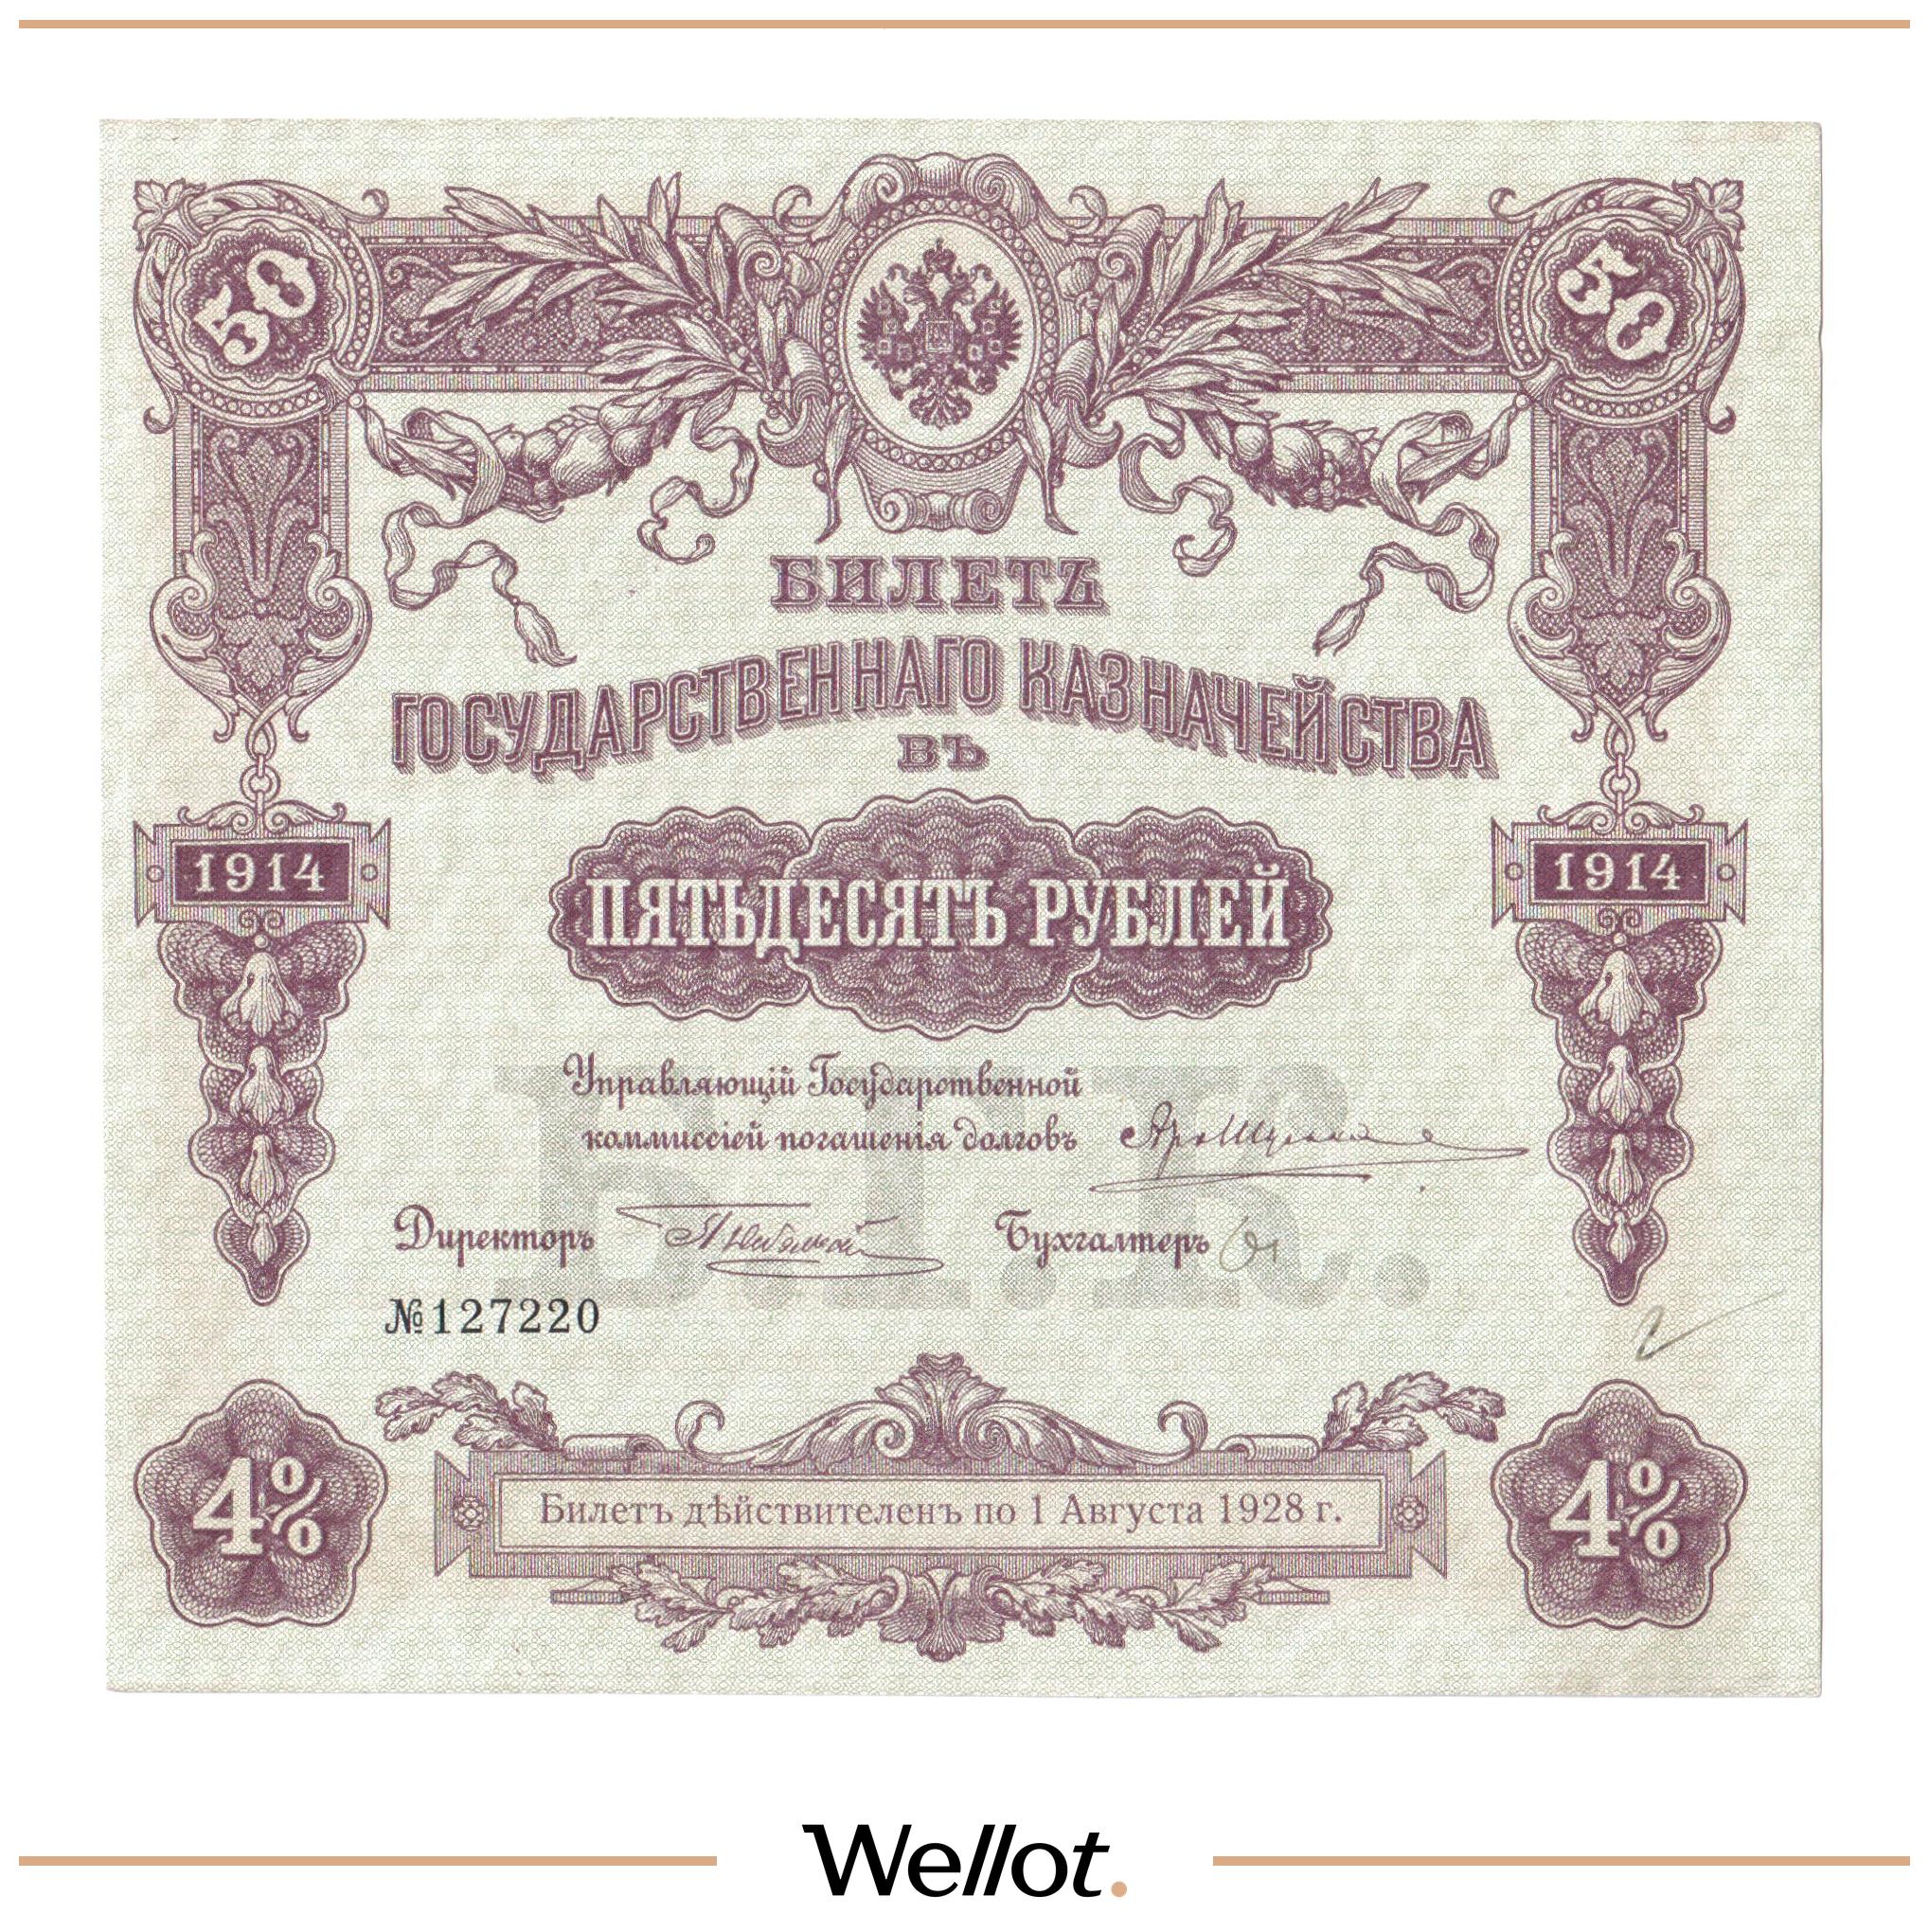 50 50
БИЛЕТЪ
ГОСУДАРСТВЕННАГО КАЗНАЧЕЙСТВА
ВЪ
1914 1914
ПЯТЬДЕСЯТЪ РУБЛЕЙ
Управляющій Государственной
коммиссіей погашенія долговъ
Директоръ Бухгалтеръ
№127220
4% 4%
Билетъ дѣйствителенъ по 1 Августа 1928 г.
Wellot.